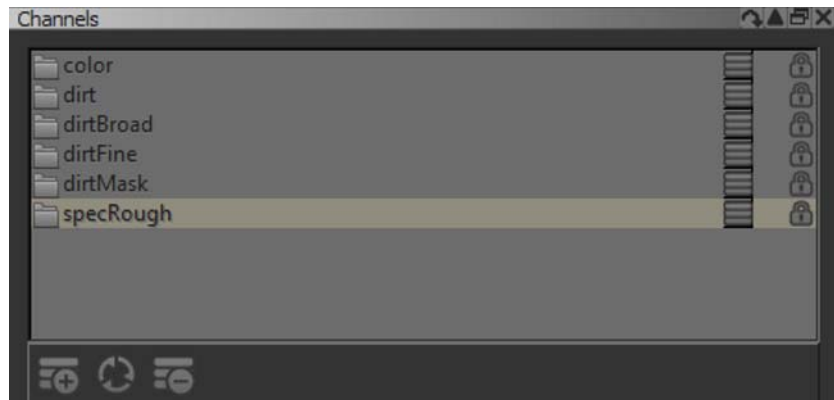 Channels
color
dirt
dirtBroad
dirtFine
dirtMask
specRough